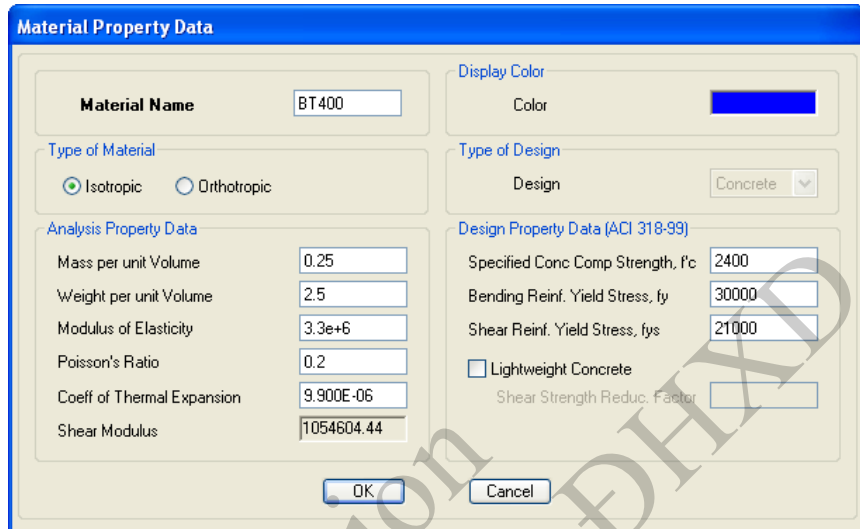 Material Property Data
Material Name
BT400
Display Color
Color
Type of Material
Isotropic
Orthotropic
Type of Design
Design
Concrete
Analysis Property Data
Mass per unit Volume
0.25
Weight per unit Volume
2.5
Modulus of Elasticity
3.3e+6
Poisson's Ratio
0.2
Coeff of Thermal Expansion
9.900E-06
Shear Modulus
1054604.44
Design Property Data (ACI 318-99)
Specified Conc Comp Strength, f'c
2400
Bending Reinf. Yield Stress, fy
30000
Shear Reinf. Yield Stress, fys
21000
Lightweight Concrete
Shear Strength Reduc. Factor
OK
Cancel
ĐHXD